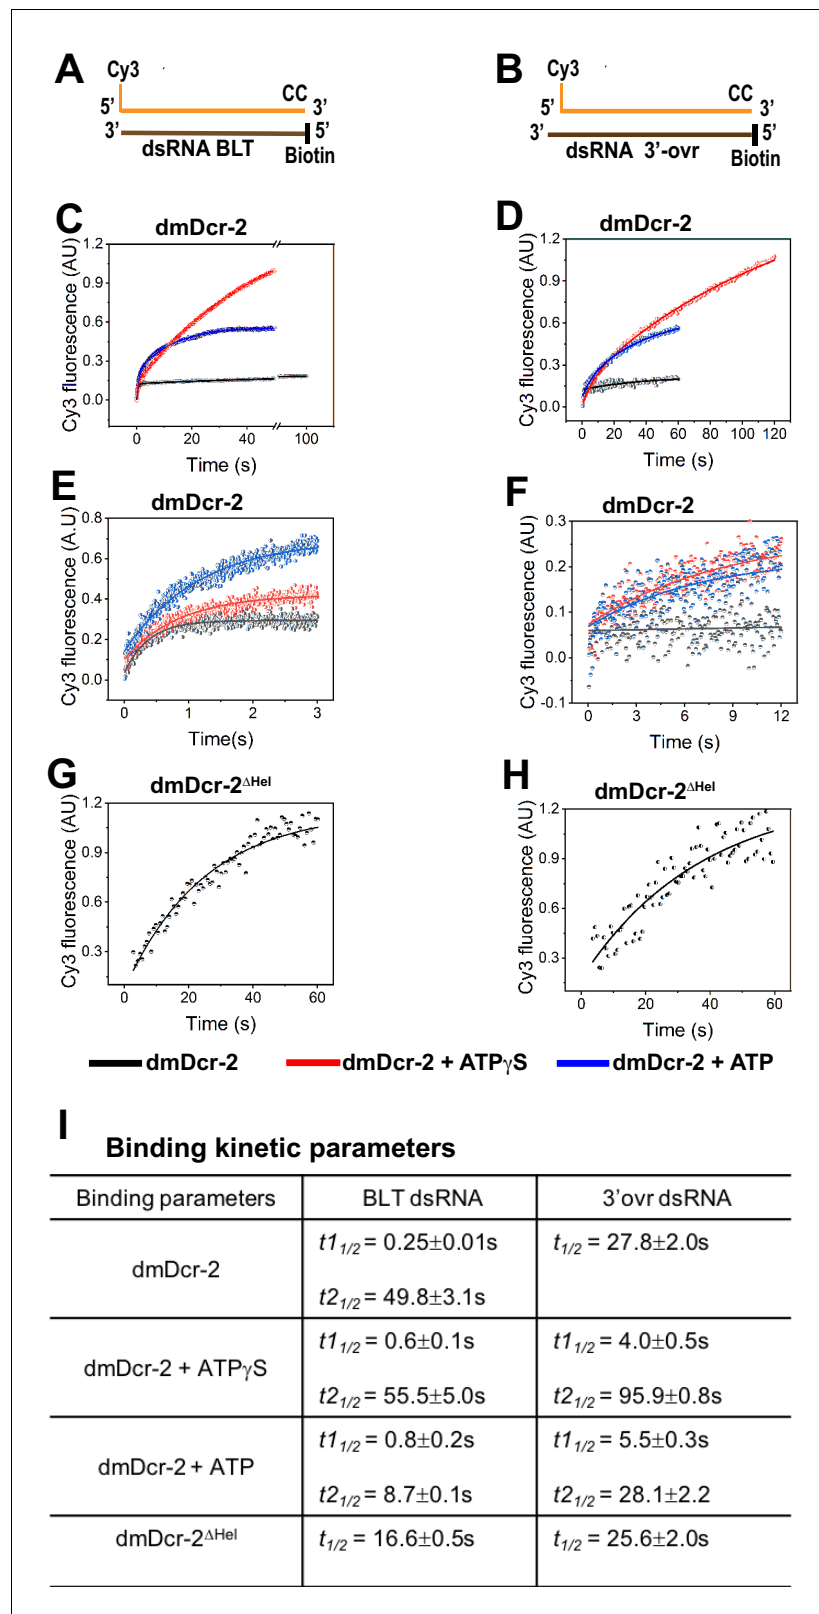 A
Cy3
CC
5' 3'
3' 5'
dsRNA BLT
Biotin
B
Cy3
CC
5' 3'
3' 5'
dsRNA 3'-ovr
Biotin
C
dmDcr-2
Cy3 fluorescence (AU)
1.2
0.9
0.6
0.3
0.0
0 20 40 100
Time (s)
D
dmDcr-2
Cy3 fluorescence (AU)
1.2
0.9
0.6
0.3
0.0
0 20 40 60 80 100 120
Time (s)
E
dmDcr-2
Cy3 fluorescence (A.U)
0.8
0.6
0.4
0.2
0.0
0 1 2 3
Time(s)
F
dmDcr-2
Cy3 fluorescence (AU)
0.3
0.2
0.1
0.0
-0.1
0 3 6 9 12
Time (s)
G
dmDcr-2ΔHel
Cy3 fluorescence (AU)
1.2
0.9
0.6
0.3
0 20 40 60
Time (s)
H
dmDcr-2ΔHel
Cy3 fluorescence (AU)
1.2
0.9
0.6
0.3
0 20 40 60
Time (s)
dmDcr-2 dmDcr-2 + ATPγS dmDcr-2 + ATP
I Binding kinetic parameters
Binding parameters BLT dsRNA 3'ovr dsRNA
dmDcr-2
t11/2 = 0.25±0.01s t1/2 = 27.8±2.0s
t21/2 = 49.8±3.1s
dmDcr-2 + ATPγS
t11/2 = 0.6±0.1s t11/2 = 4.0±0.5s
t21/2 = 55.5±5.0s t21/2 = 95.9±0.8s
dmDcr-2 + ATP
t11/2 = 0.8±0.2s t11/2 = 5.5±0.3s
t21/2 = 8.7±0.1s t21/2 = 28.1±2.2
dmDcr-2ΔHel t1/2 = 16.6±0.5s t1/2 = 25.6±2.0s